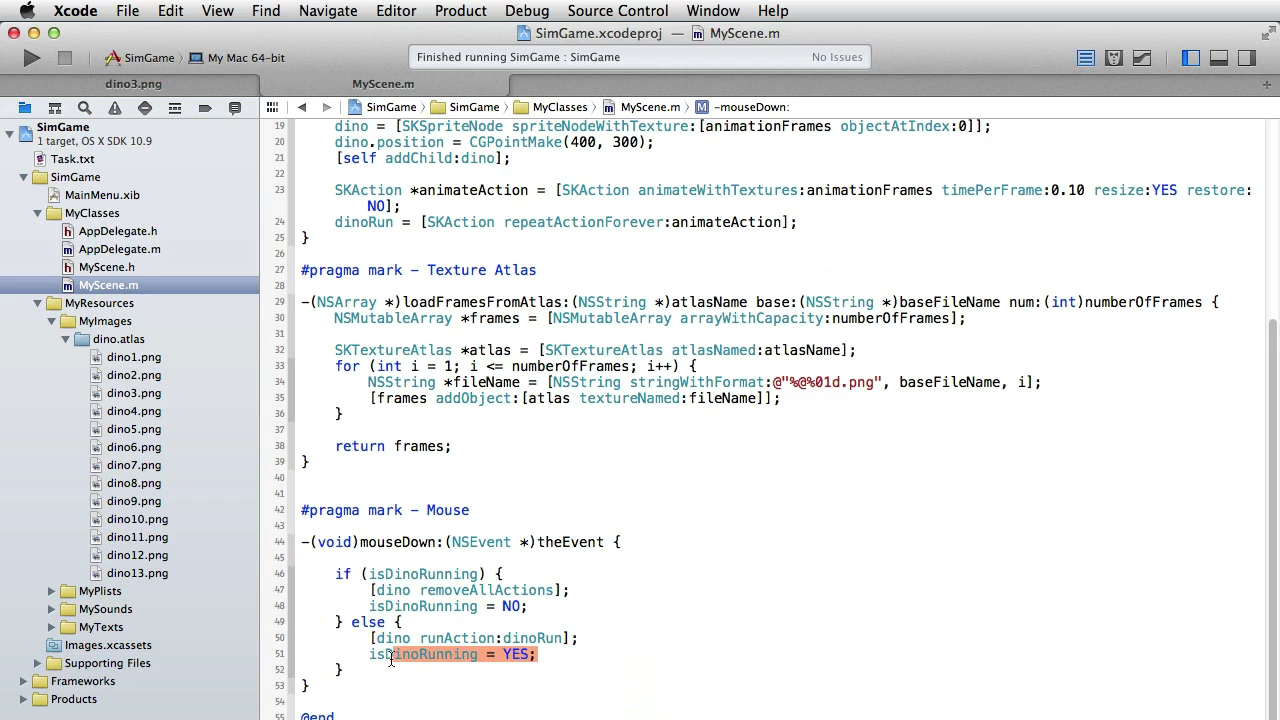 Xcode File Edit View Find Navigate Editor Product Debug Source Control Window Help
SimGame.xcodeproj — MyScene.m
SimGame My Mac 64-bit
Finished running SimGame : SimGame No Issues
dino3.png MyScene.m
SimGame SimGame MyClasses MyScene.m M -mouseDown:
SimGame
1 target, OS X SDK 10.9
Task.txt
SimGame
MainMenu.xib
MyClasses
AppDelegate.h
AppDelegate.m
MyScene.h
MyScene.m
MyResources
MyImages
dino.atlas
dino1.png
dino2.png
dino3.png
dino4.png
dino5.png
dino6.png
dino7.png
dino8.png
dino9.png
dino10.png
dino11.png
dino12.png
dino13.png
MyPlists
MySounds
MyTexts
Images.xcassets
Supporting Files
Frameworks
Products
19 dino = [SKSpriteNode spriteNodeWithTexture:[animationFrames objectAtIndex:0]];
20 dino.position = CGPointMake(400, 300);
21 [self addChild:dino];
22
23 SKAction *animateAction = [SKAction animateWithTextures:animationFrames timePerFrame:0.10 resize:YES restore:
NO];
24 dinoRun = [SKAction repeatActionForever:animateAction];
25 }
26
27 #pragma mark - Texture Atlas
28
29 -(NSArray *)loadFramesFromAtlas:(NSString *)atlasName base:(NSString *)baseFileName num:(int)numberOfFrames {
30 NSMutableArray *frames = [NSMutableArray arrayWithCapacity:numberOfFrames];
31
32 SKTextureAtlas *atlas = [SKTextureAtlas atlasNamed:atlasName];
33 for (int i = 1; i <= numberOfFrames; i++) {
34 NSString *fileName = [NSString stringWithFormat:@"%@%01d.png", baseFileName, i];
35 [frames addObject:[atlas textureNamed:fileName]];
36 }
37
38 return frames;
39 }
40
41
42 #pragma mark - Mouse
43
44 -(void)mouseDown:(NSEvent *)theEvent {
45
46 if (isDinoRunning) {
47 [dino removeAllActions];
48 isDinoRunning = NO;
49 } else {
50 [dino runAction:dinoRun];
51 isDinoRunning = YES;
52 }
53 }
54
55 @end